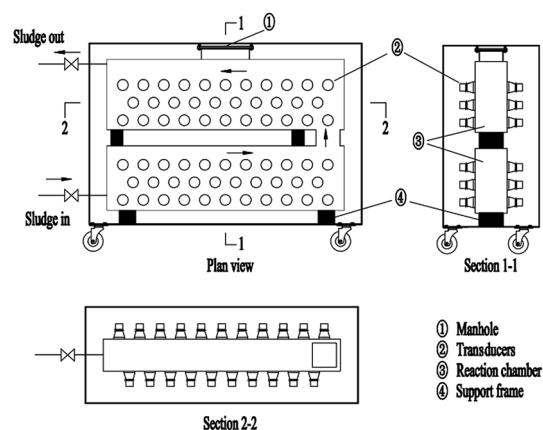 1
①
Sludge out
②
2
2
③
Sludge in
④
1
Plan view
Section 1-1
① Manhole
② Transducers
③ Reaction chamber
④ Support frame
Section 2-2